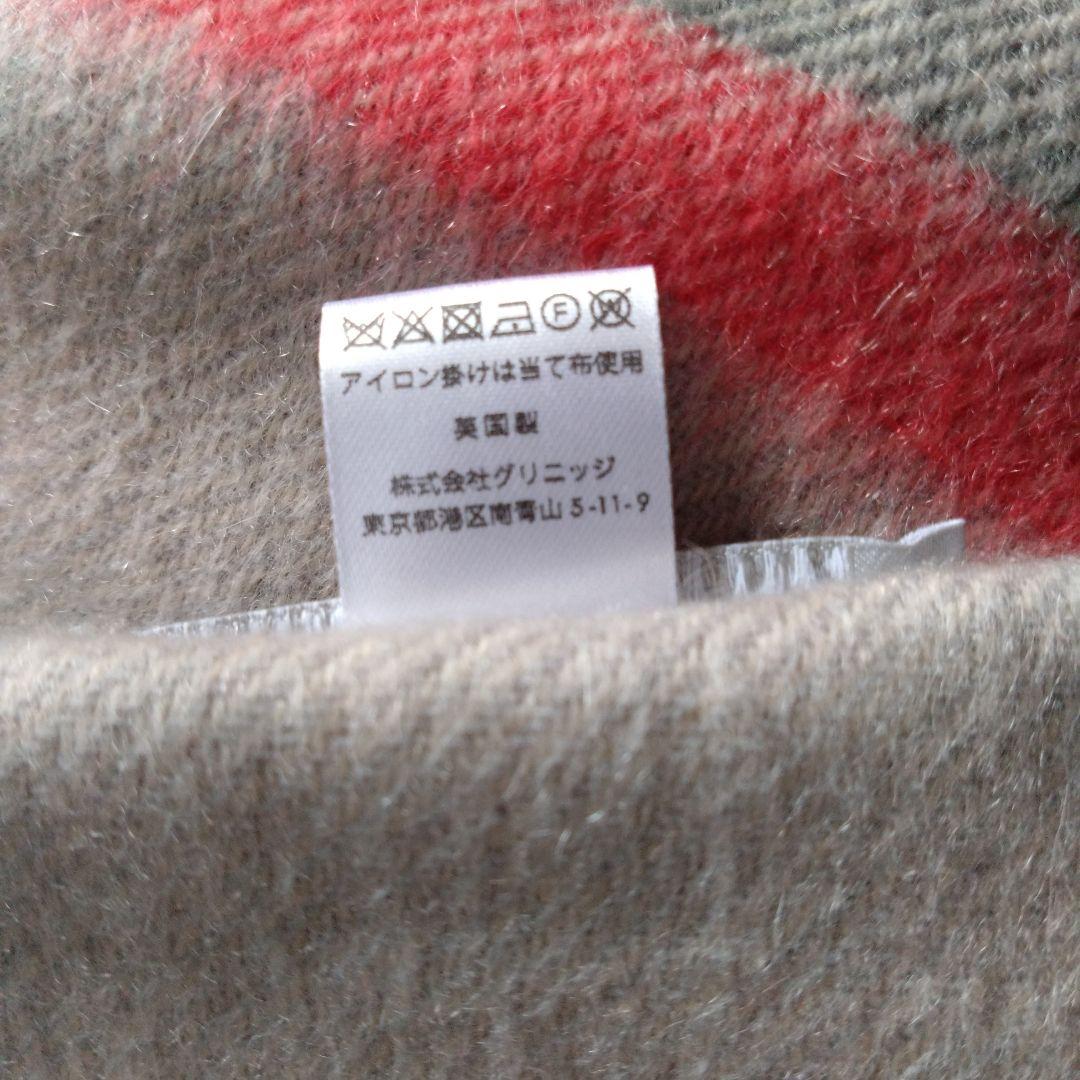 F W
アイロン掛けは当て布使用
英国製
株式会社グリニッジ
東京都港区南青山 5-11-9